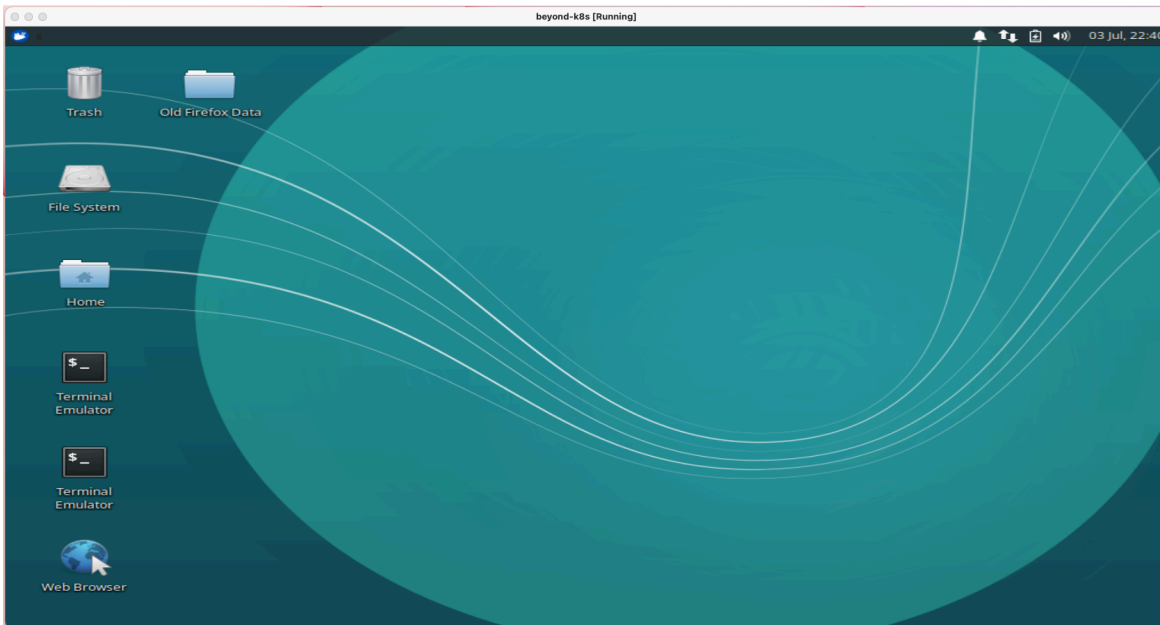 beyond-k8s [Running]
03 Jul, 22:40
Trash
Old Firefox Data
File System
Home
$_
Terminal
Emulator
$_
Terminal
Emulator
Web Browser